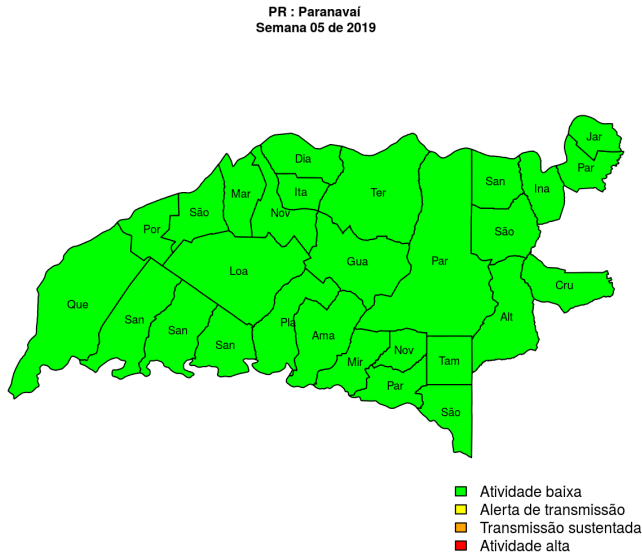 PR : Paranavaí
Semana 05 de 2019
Jar
Par
Dia
Ita
Mar
Ter
San
Ina
São
Nov
Por
São
Loa
Gua
Par
Cru
Que
San
San
San
Pla
Ama
Alt
Mir
Nov
Tam
Par
São
Atividade baixa
Alerta de transmissão
Transmissão sustentada
Atividade alta